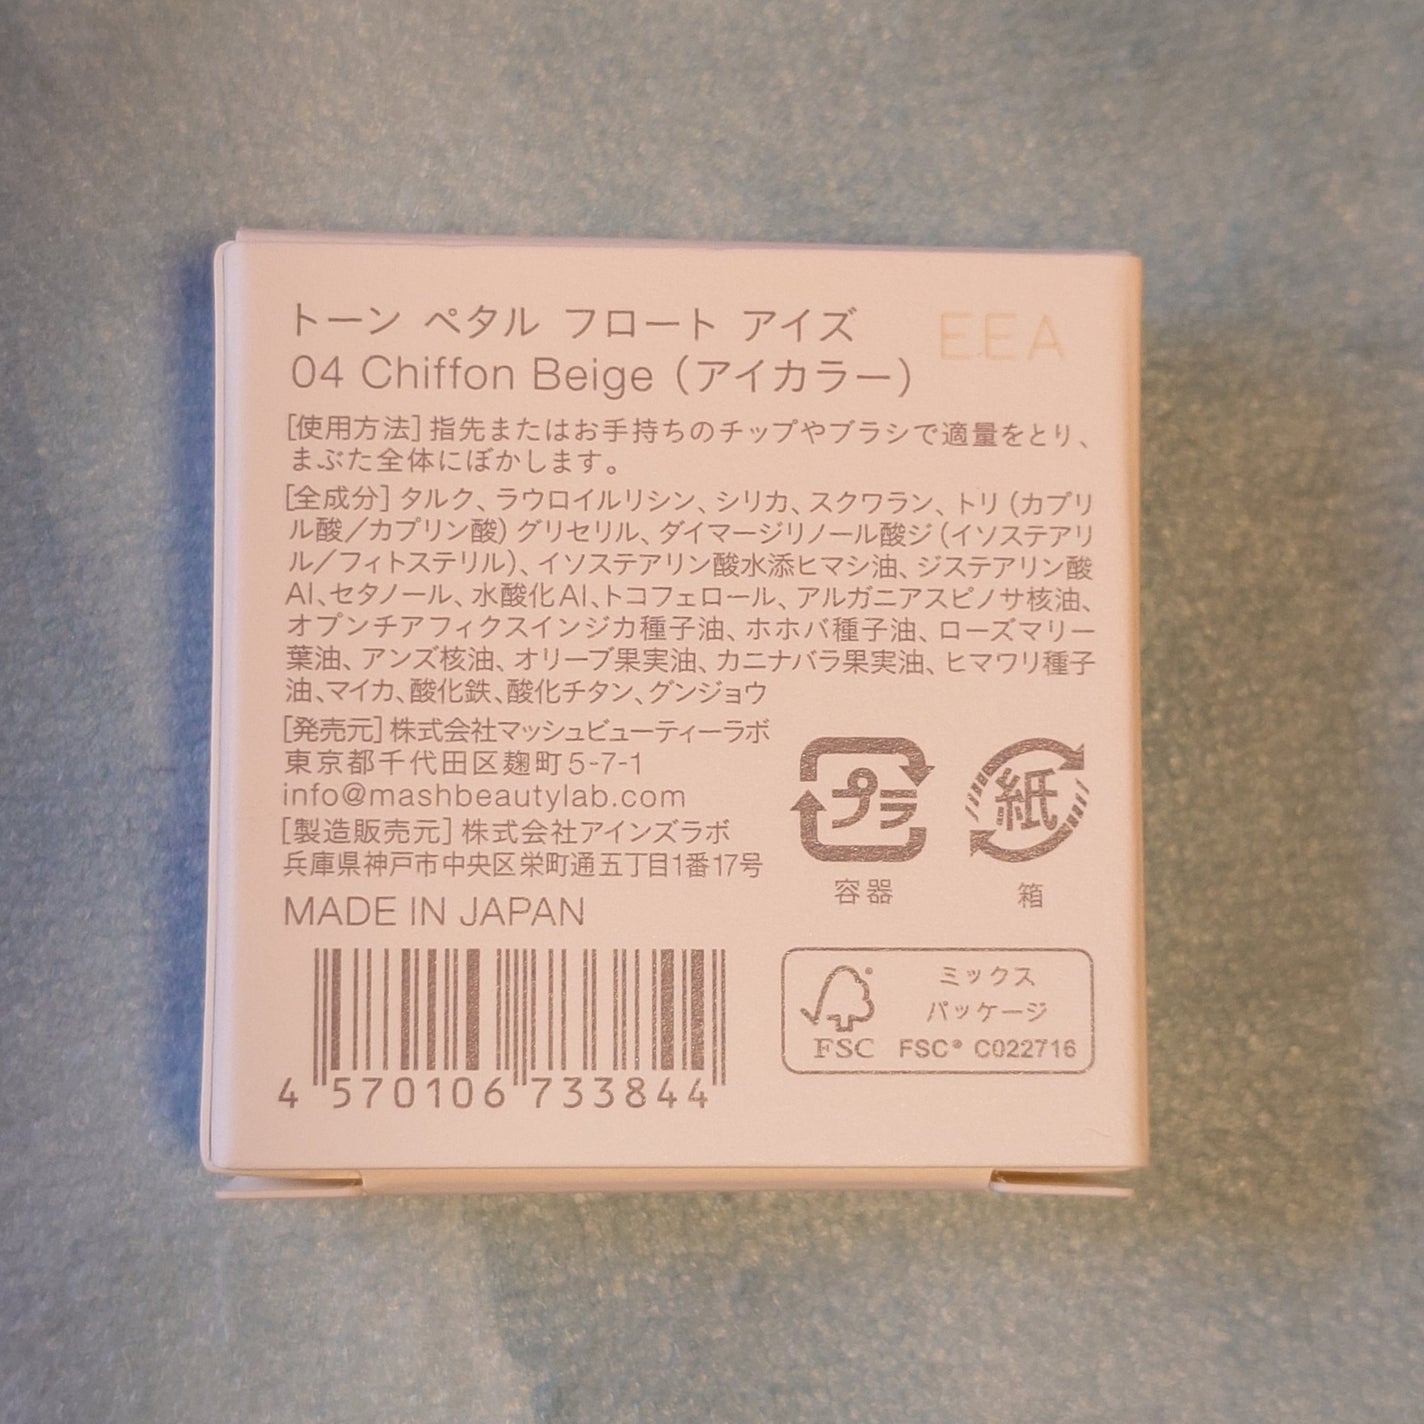 トーン ペタル フロート アイズ
04 Chiffon Beige（アイカラー）
EEA
［使用方法］指先またはお手持ちのチップやブラシで適量をとり、
まぶた全体にぼかします。
［全成分］タルク、ラウロイルリシン、シリカ、スクワラン、トリ（カプリ
ル酸／カプリン酸）グリセリル、ダイマージリノール酸ジ（イソステアリ
ル／フィトステリル）、イソステアリン酸水添ヒマシ油、ジステアリン酸
Al、セタノール、水酸化Al、トコフェロール、アルガニアスピノサ核油、
オプンチアフィクスインジカ種子油、ホホバ種子油、ローズマリー
葉油、アンズ核油、オリーブ果実油、カニナバラ果実油、ヒマワリ種子
油、マイカ、酸化鉄、酸化チタン、グンジョウ
［発売元］株式会社マッシュビューティーラボ
東京都千代田区麹町5-7-1
info@mashbeautylab.com
［製造販売元］株式会社アインズラボ
兵庫県神戸市中央区栄町通五丁目1番17号
MADE IN JAPAN
プラ
容器
紙
箱
4 570106 733844
ミックス
パッケージ
FSC
FSC® C022716